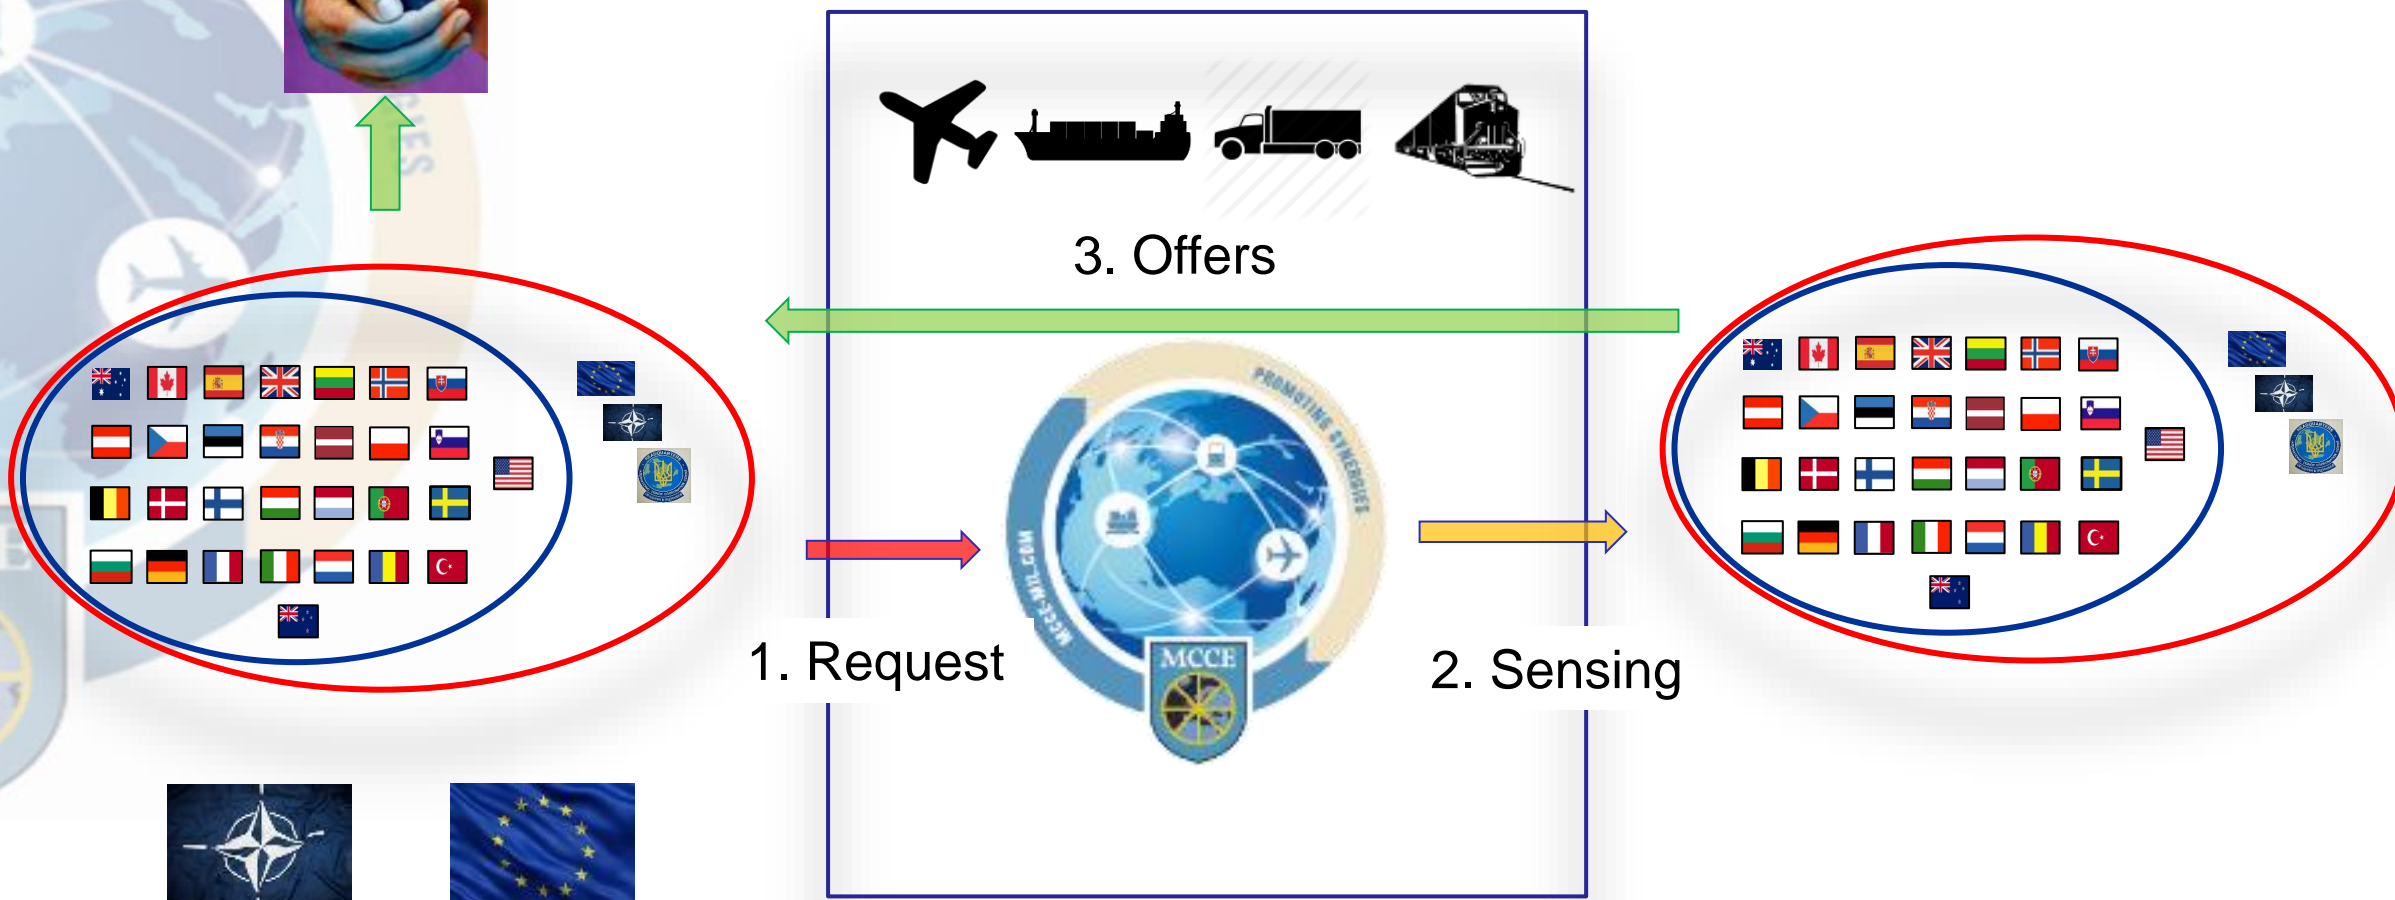 3. Offers
PROMOTING SYNERGIES
MCCE-MIL.COM
1. Request
MCCE
2. Sensing